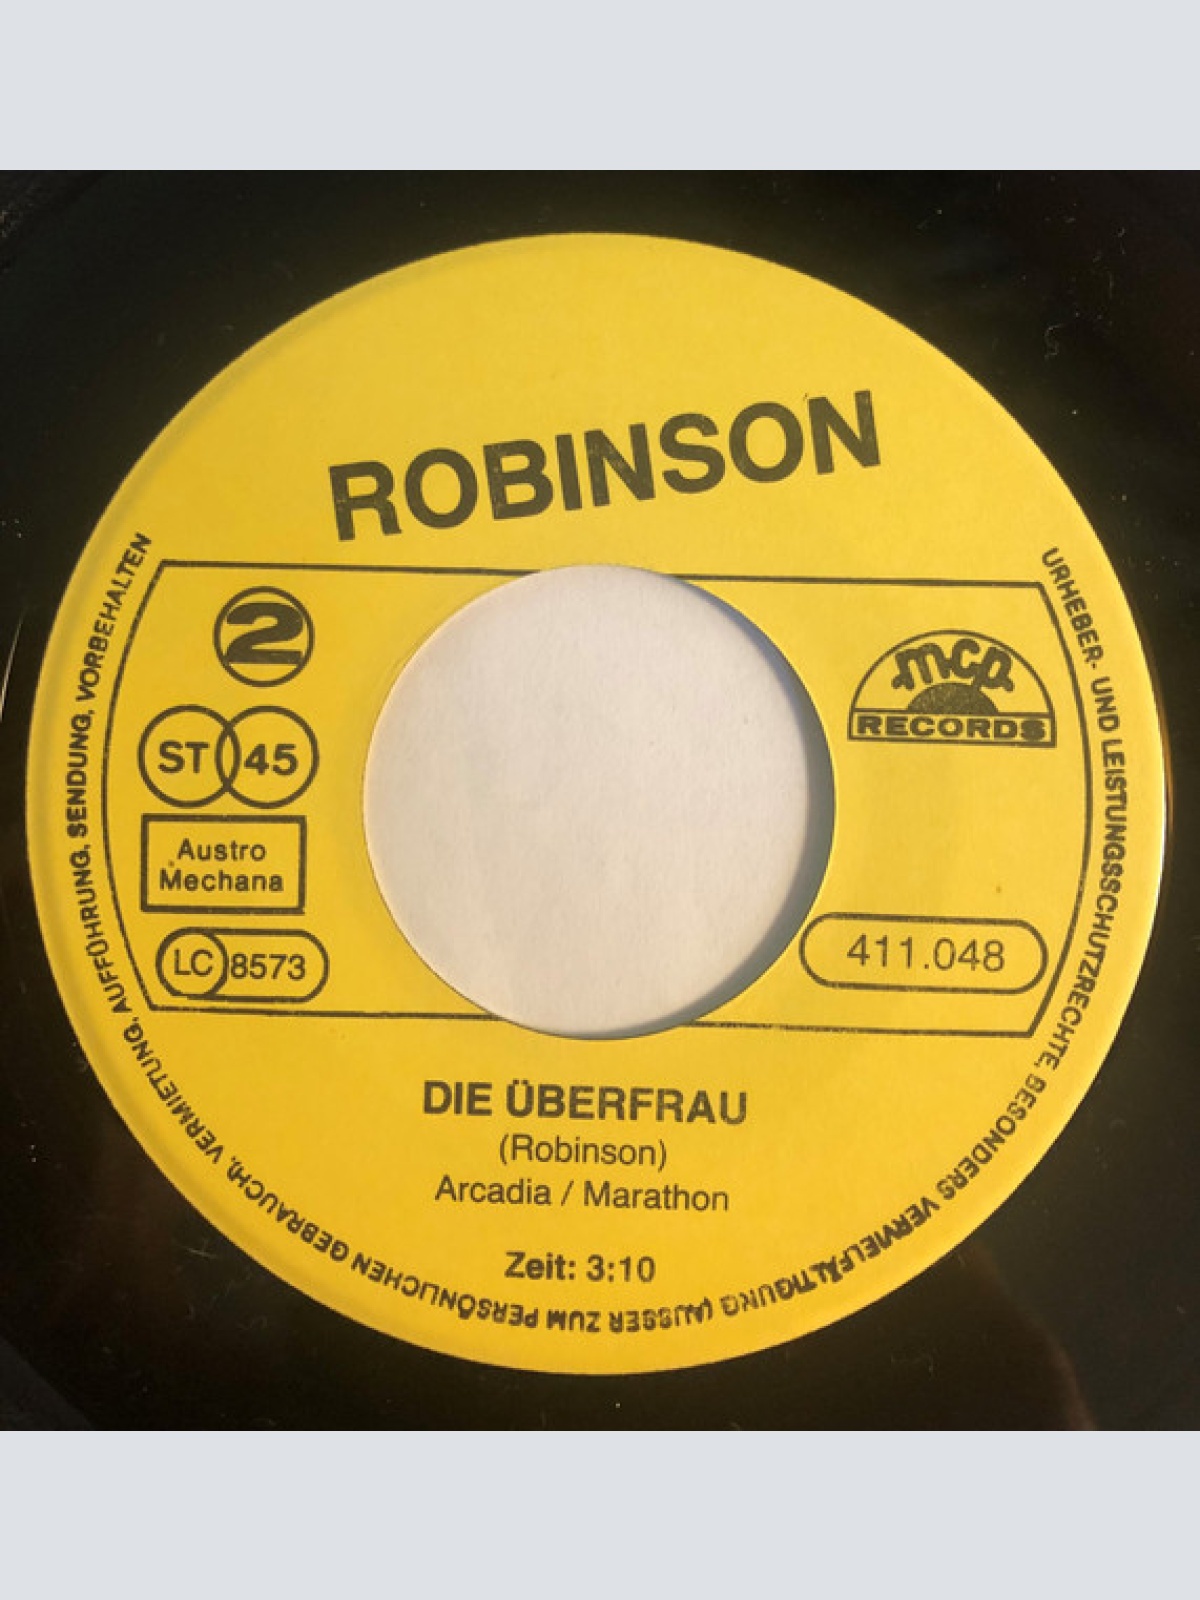 ROBINSON
2
ST 45
Austro
Mechana
LC 8573
mcp
RECORDS
411.048
DIE ÜBERFRAU
(Robinson)
Arcadia / Marathon
Zeit: 3:10
URHEBER- UND LEISTUNGSSCHUTZRECHTE, BESONDERS VERMIELFÄLTIGUNG (AUSSER ZUM PERSÖNLICHEN GEBRAUCH), VERMIETUNG, AUFFÜHRUNG, SENDUNG, VORBEHALTEN